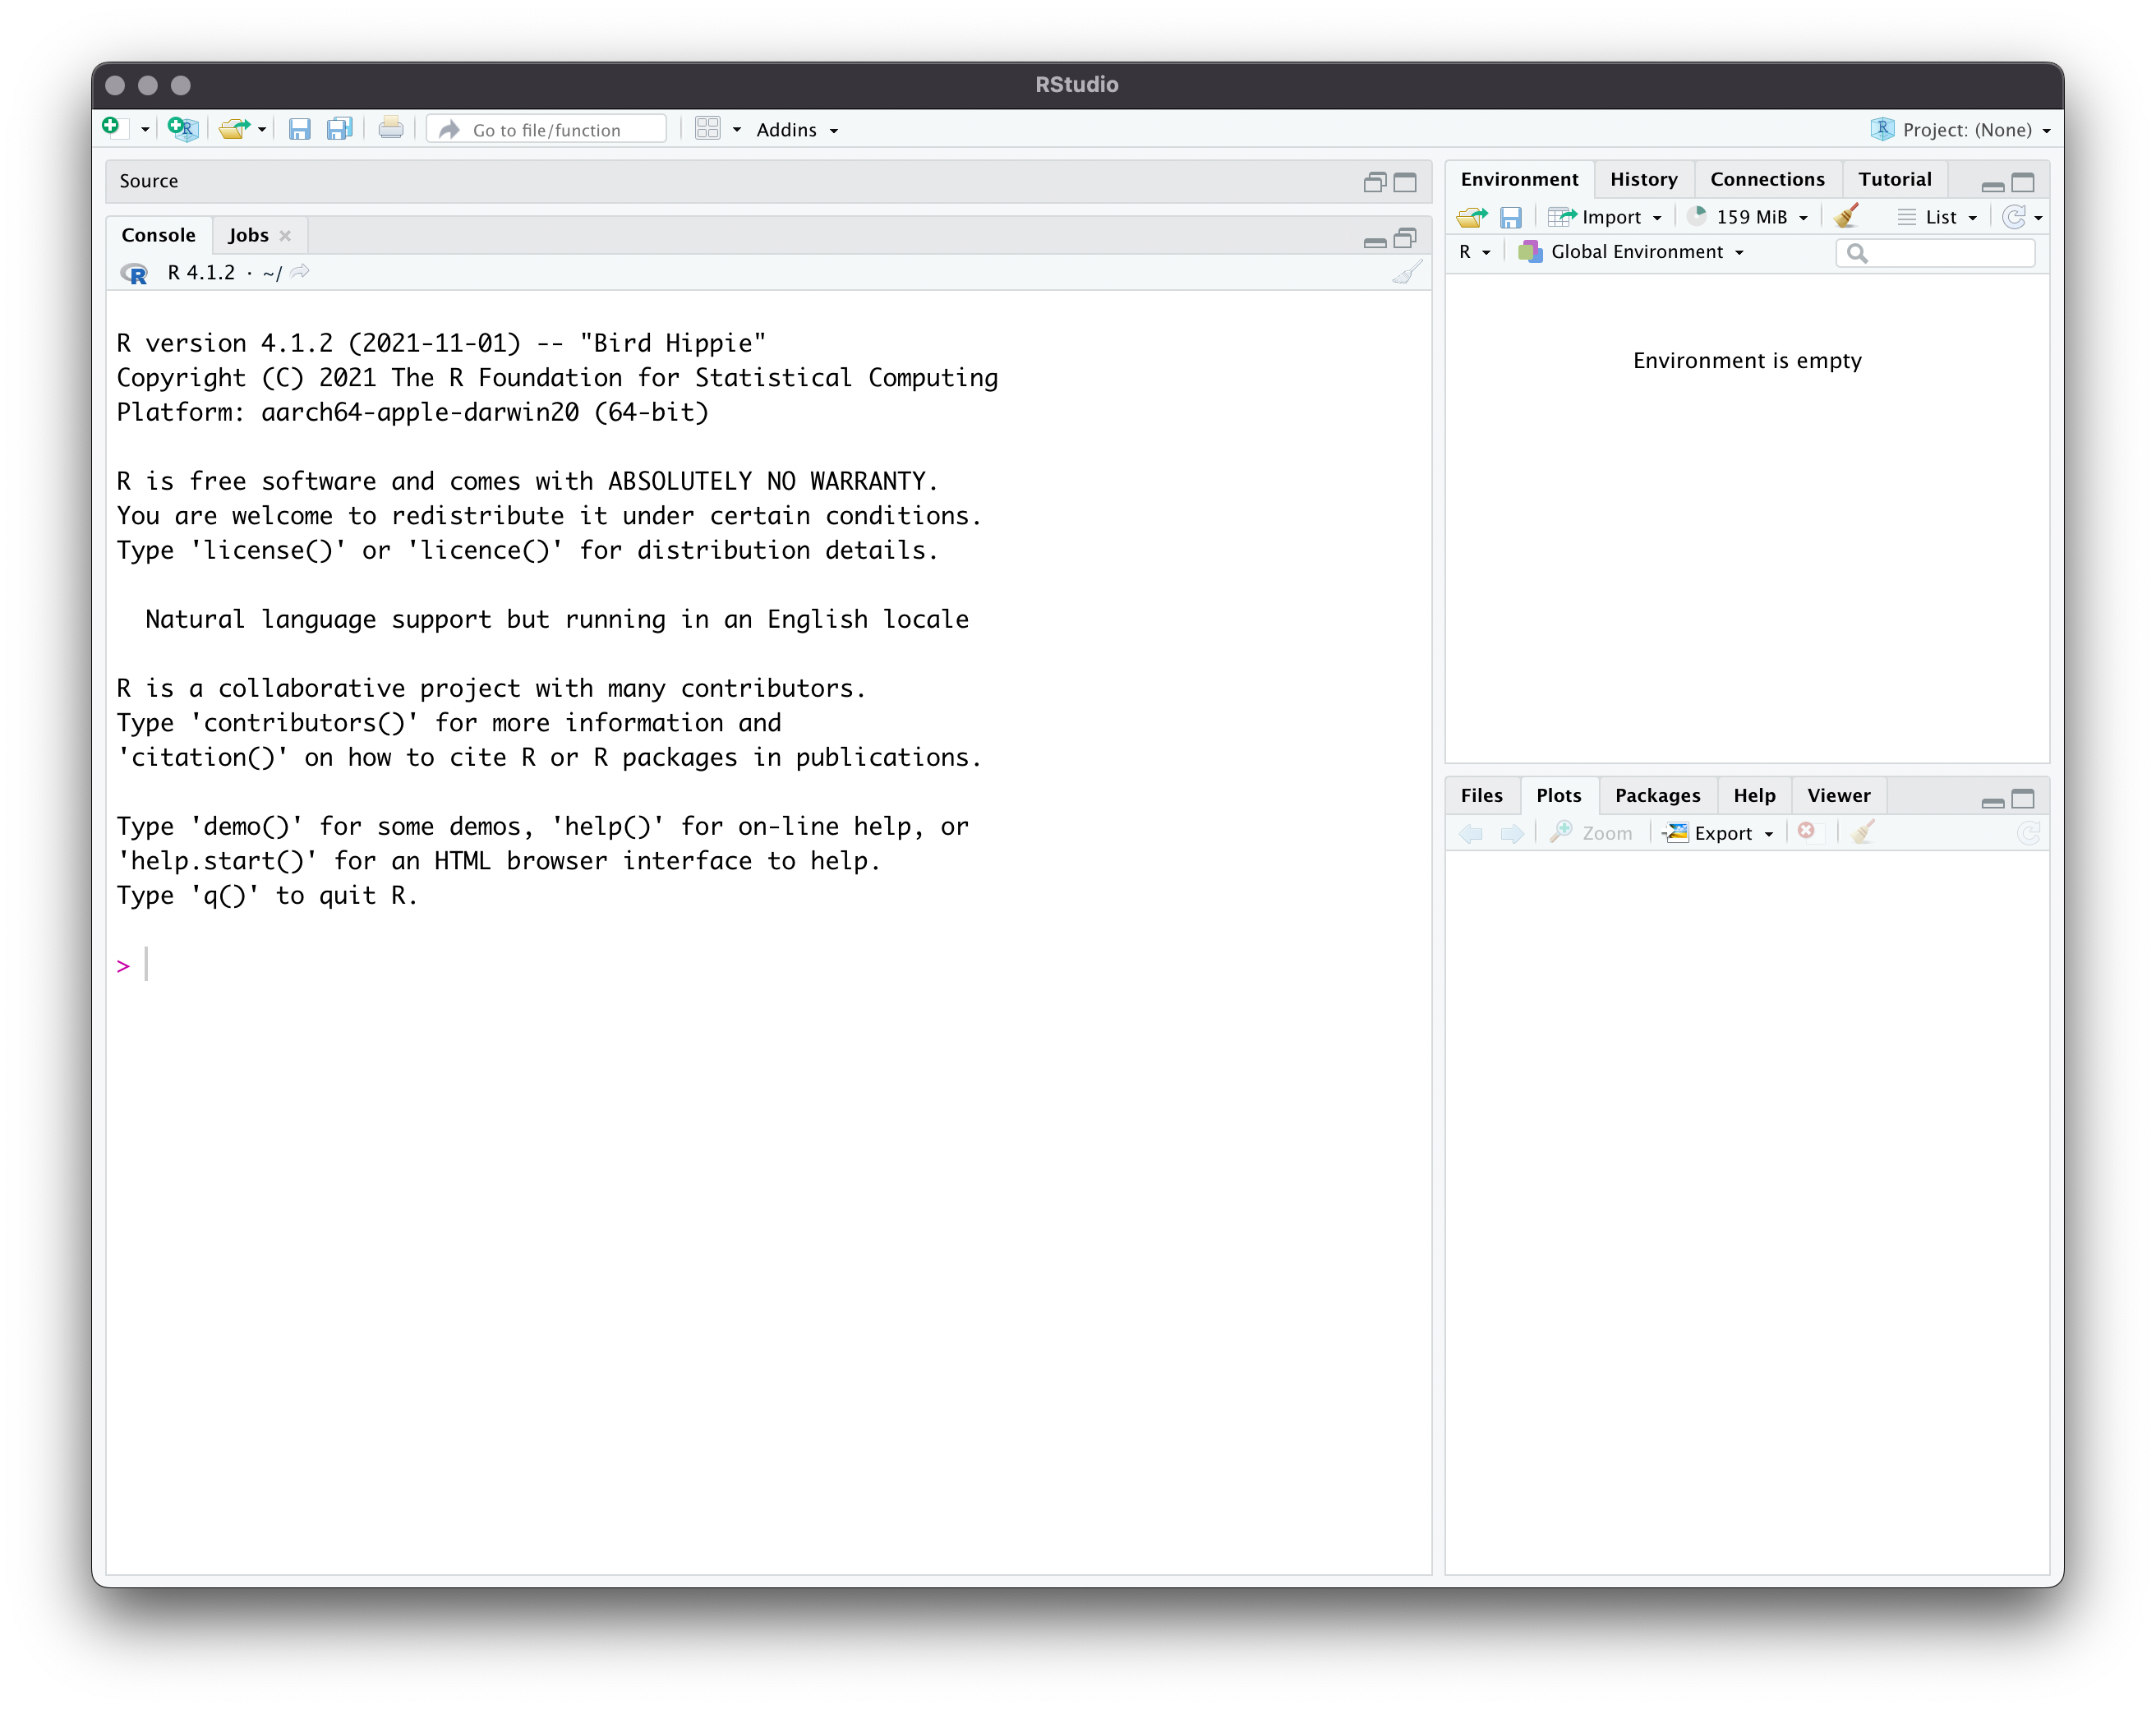 RStudio
Go to file/function
Addins
Project: (None)
Source
Console Jobs
R 4.1.2 · ~/
R version 4.1.2 (2021-11-01) -- "Bird Hippie"
Copyright (C) 2021 The R Foundation for Statistical Computing
Platform: aarch64-apple-darwin20 (64-bit)
R is free software and comes with ABSOLUTELY NO WARRANTY.
You are welcome to redistribute it under certain conditions.
Type 'license()' or 'licence()' for distribution details.
Natural language support but running in an English locale
R is a collaborative project with many contributors.
Type 'contributors()' for more information and
'citation()' on how to cite R or R packages in publications.
Type 'demo()' for some demos, 'help()' for on-line help, or
'help.start()' for an HTML browser interface to help.
Type 'q()' to quit R.
>
Environment History Connections Tutorial
Import 159 MiB List
R Global Environment
Environment is empty
Files Plots Packages Help Viewer
Zoom Export